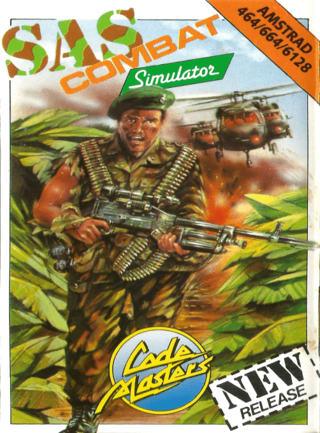 SAS
COMBAT
Simulator
AMSTRAD
464/664/6128
Code
Masters
NEW
RELEASE